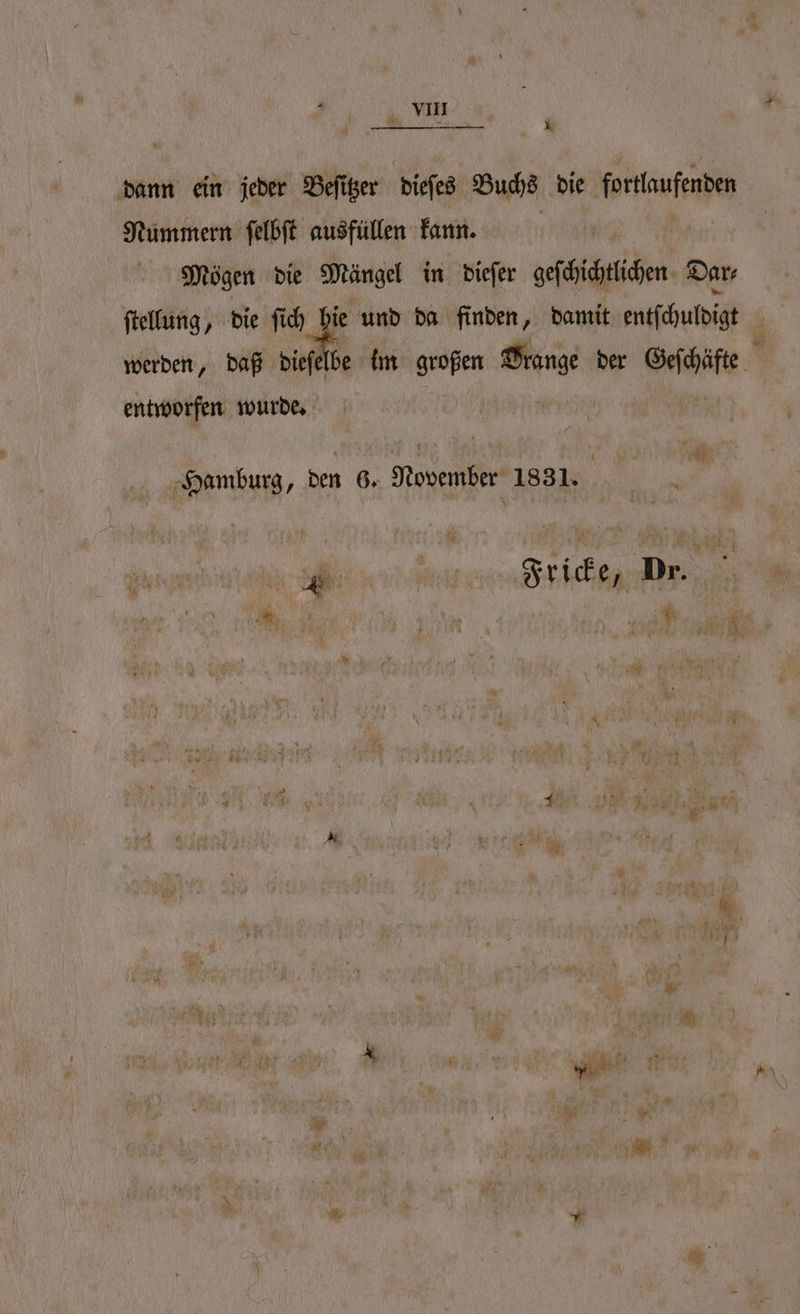 VIII
dann ein jeder Beſitzer dieſes Buchs die fortlaufenden
Nummern ſelbſt ausfüllen kann.
Mögen die Mängel in dieſer geſchichtlichen Dar⸗
ſtellung, die ſich hie und da finden, damit entſchuldigt
werden, daß dieſelbe im großen Drange der Geſchäfte
entworfen wurde.
Hamburg, den 6. November 1831.
Fricke, Dr.